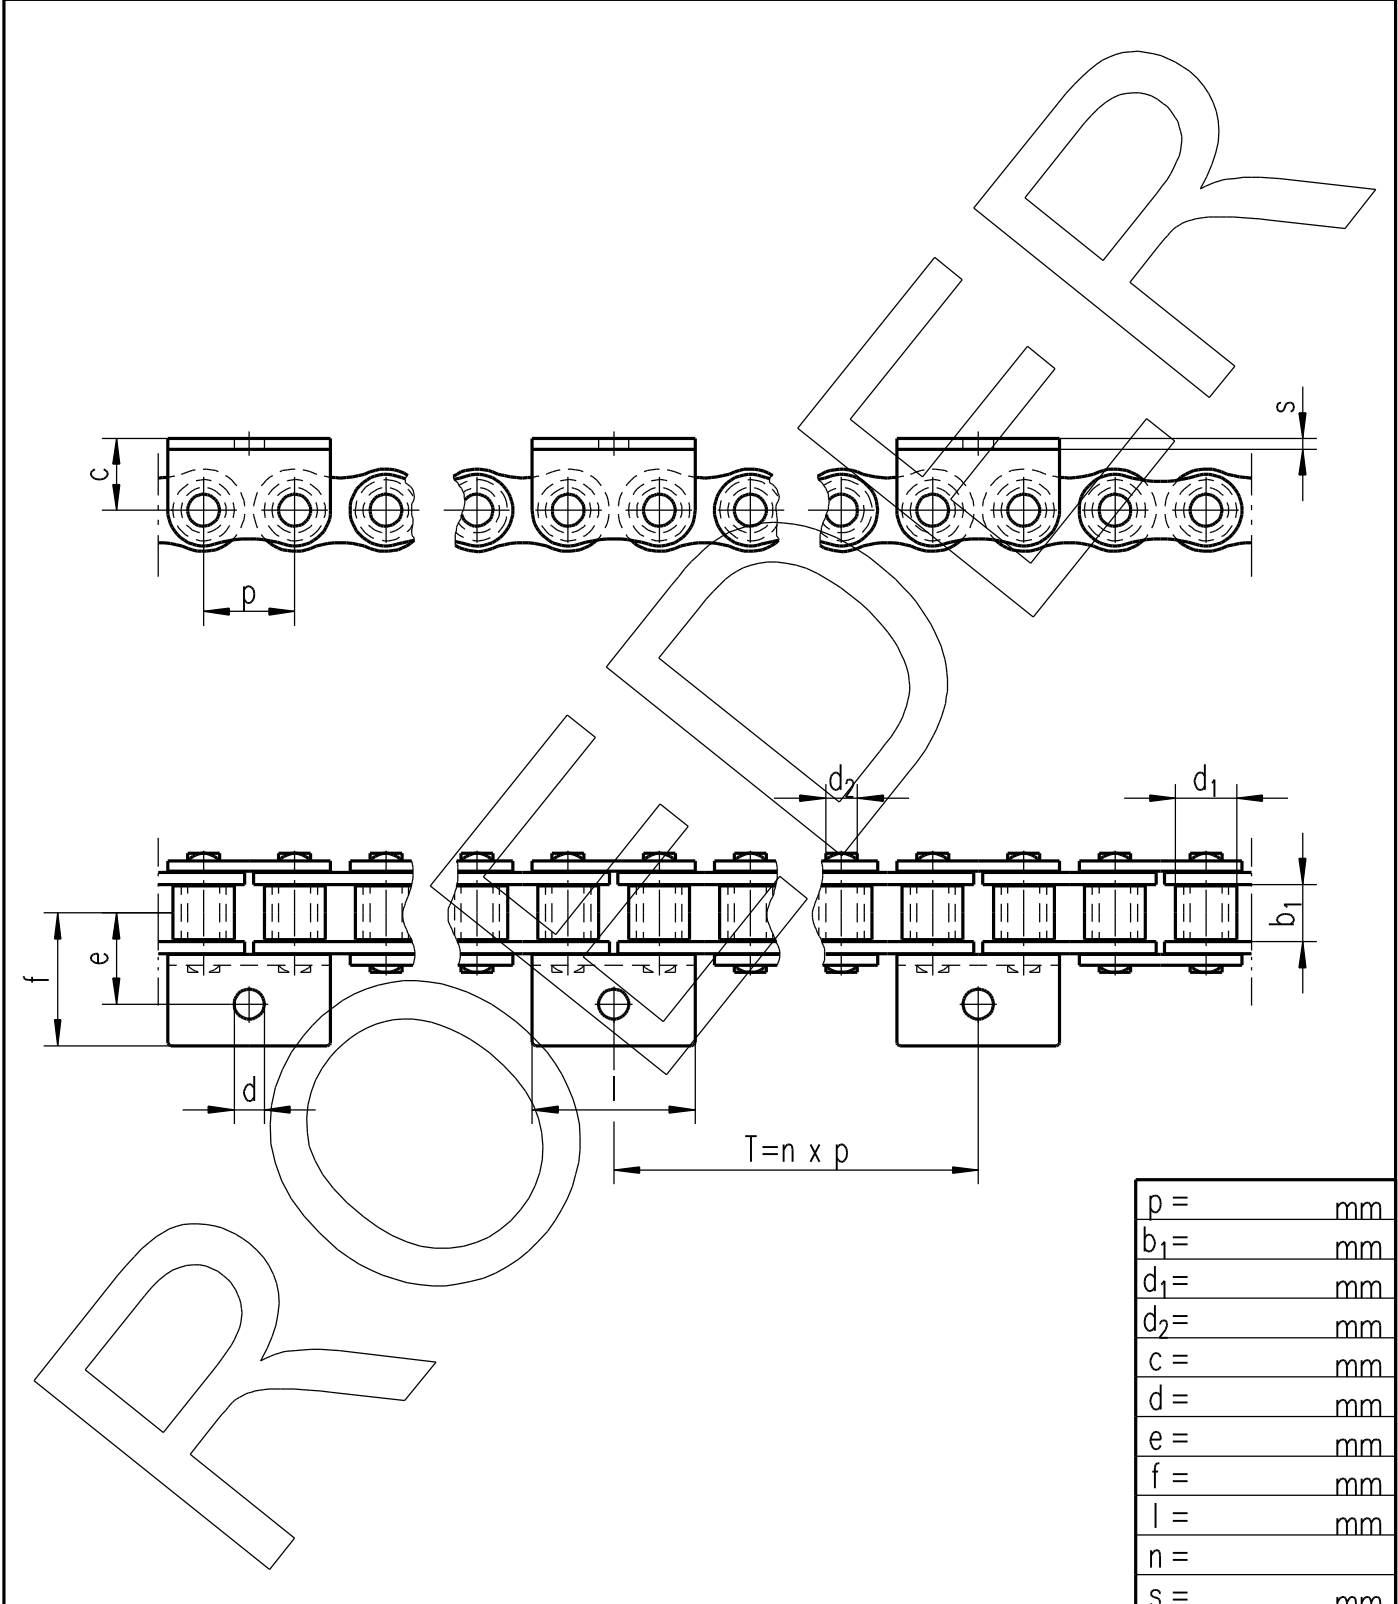 s
c
p
d2
d1
b1
e
f
d
l
T=n x p
p = mm
b1= mm
d1= mm
d2= mm
c = mm
d = mm
e = mm
f = mm
l = mm
n =
s = mm
ROEDER